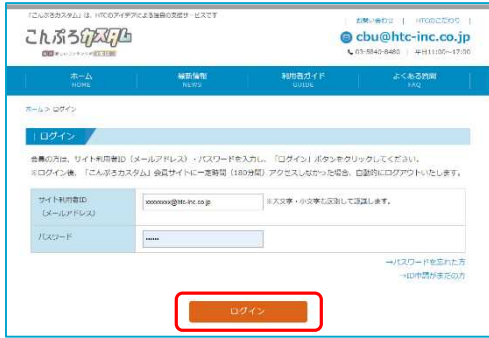 「こんぷろカスタム」は、HTCのアイデアによる独自の支援サービスです
お問い合わせ | HTCのこだわり |
こんぷろカスタム
cbu@htc-inc.co.jp
03-5840-8480 | 平日11:00～17:00
ホーム 最新情報 利用者ガイド よくある質問
HOME NEWS GUIDE FAQ
ホーム > ログイン
ログイン
会員の方は、サイト利用者ID（メールアドレス）・パスワードを入力し、「ログイン」ボタンをクリックしてください。
※ログイン後、「こんぷろカスタム」会員サイトに一定時間（180分間）アクセスしなかった場合、自動的にログアウトいたします。
サイト利用者ID
（メールアドレス）
xxxxxxxx@htc-inc.co.jp ※大文字・小文字も区別して認識します。
パスワード
••••••
→パスワードを忘れた方
→ID申請がまだの方
ログイン